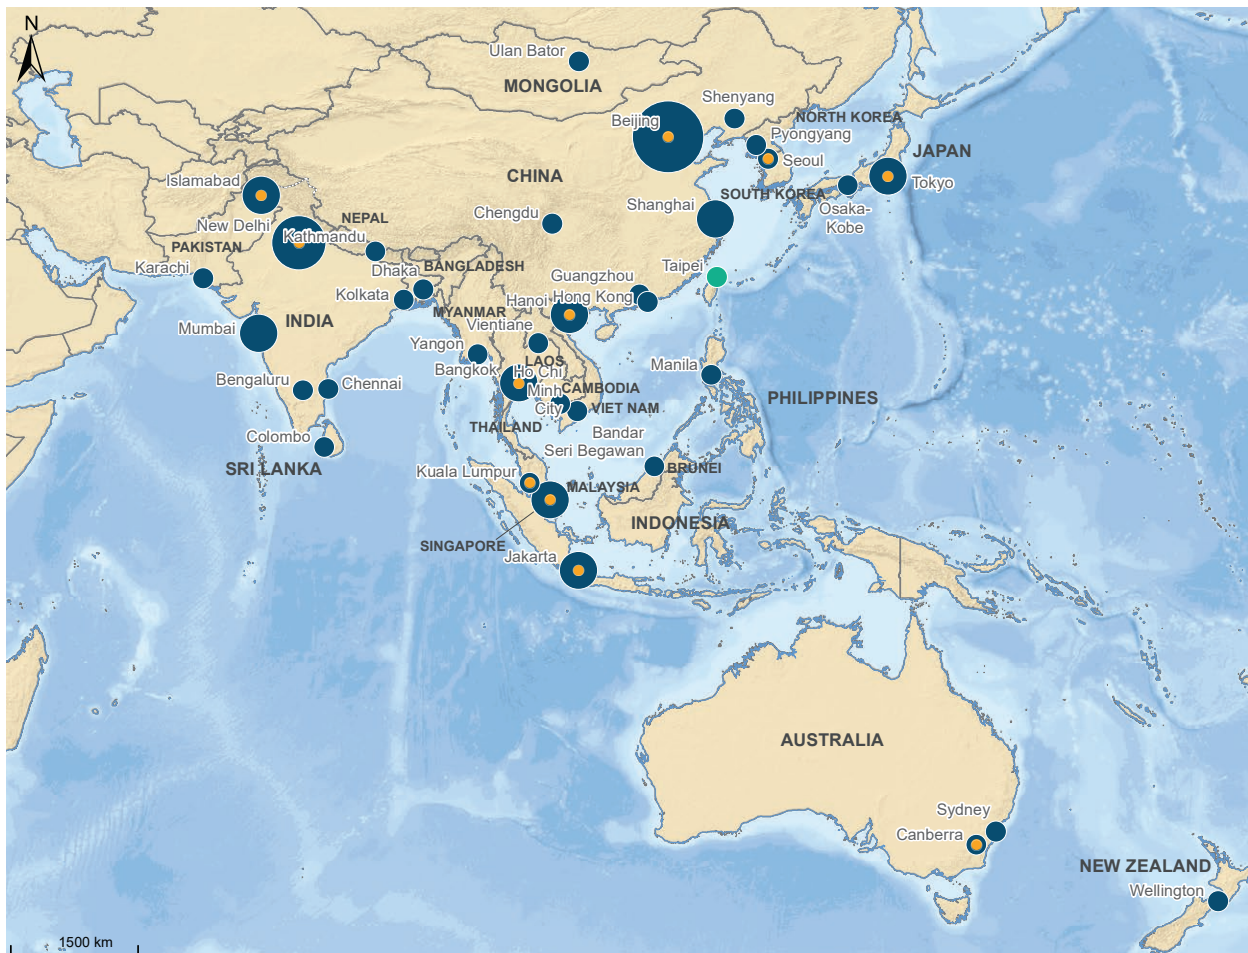 N
Ulan Bator
MONGOLIA
Shenyang
Beijing
NORTH KOREA
Pyongyang
JAPAN
Seoul
CHINA
Islamabad
Tokyo
SOUTH KOREA
Shanghai
Osaka-
Kobe
Chengdu
NEPAL
New Delhi
Kathmandu
PAKISTAN
Taipei
BANGLADESH
Karachi
Dhaka
Guangzhou
Kolkata
Hanoi
Hong Kong
MYANMAR
INDIA
Vientiane
Mumbai
Yangon
LAOS
Manila
Bangkok
Ho Chi
Minh
City
CAMBODIA
Bengaluru
Chennai
PHILIPPINES
VIET NAM
THAILAND
Bandar
Seri Begawan
Colombo
SRI LANKA
BRUNEI
Kuala Lumpur
MALAYSIA
INDONESIA
SINGAPORE
Jakarta
AUSTRALIA
Sydney
Canberra
NEW ZEALAND
Wellington
1500 km